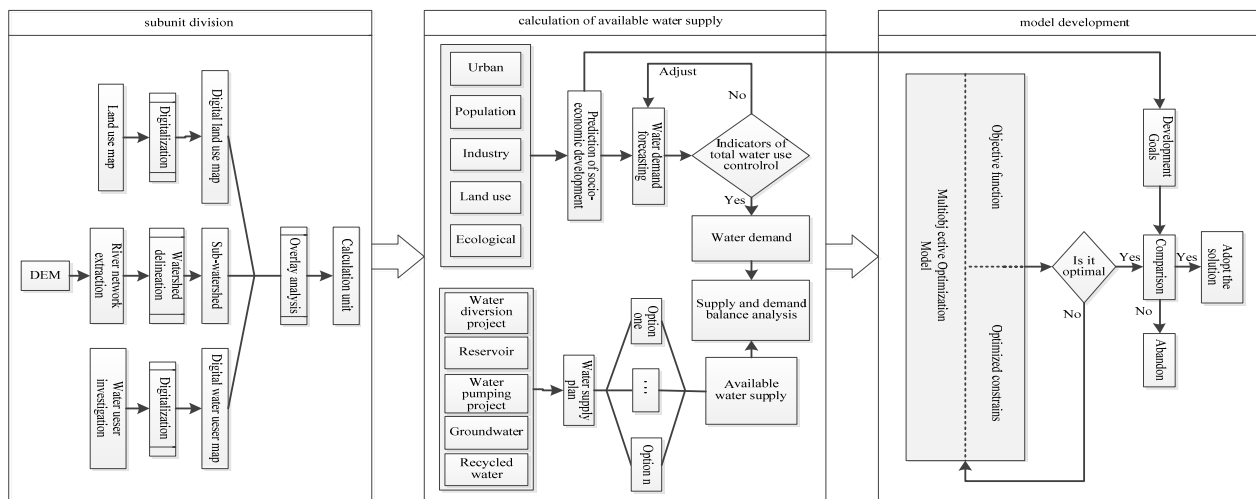 subunit division
Land use map
Digitalization
Digital land use map
DEM
River network
extraction
Watershed
delineation
Sub-watershed
Overlay analysis
Calculation unit
Water ueser
investigation
Digitalization
Digital water ueser map
calculation of available water supply
Urban
Population
Industry
Land use
Ecological
Prediction of socio-
economic development
Adjust
Water demand
forecasting
No
Indicators of
total water use
controlrol
Yes
Water demand
Supply and demand
balance analysis
Water
diversion
project
Reservoir
Water
pumping
project
Groundwater
Recycled
water
Water supply
plan
Option
one
...
Option n
Available
water supply
model development
Multiobjective Optimization
Model
Objective function
Optimized constrains
Is it
optimal
Yes
No
Development
Goals
Comparison
Yes
Adopt the
solution
No
Abandon